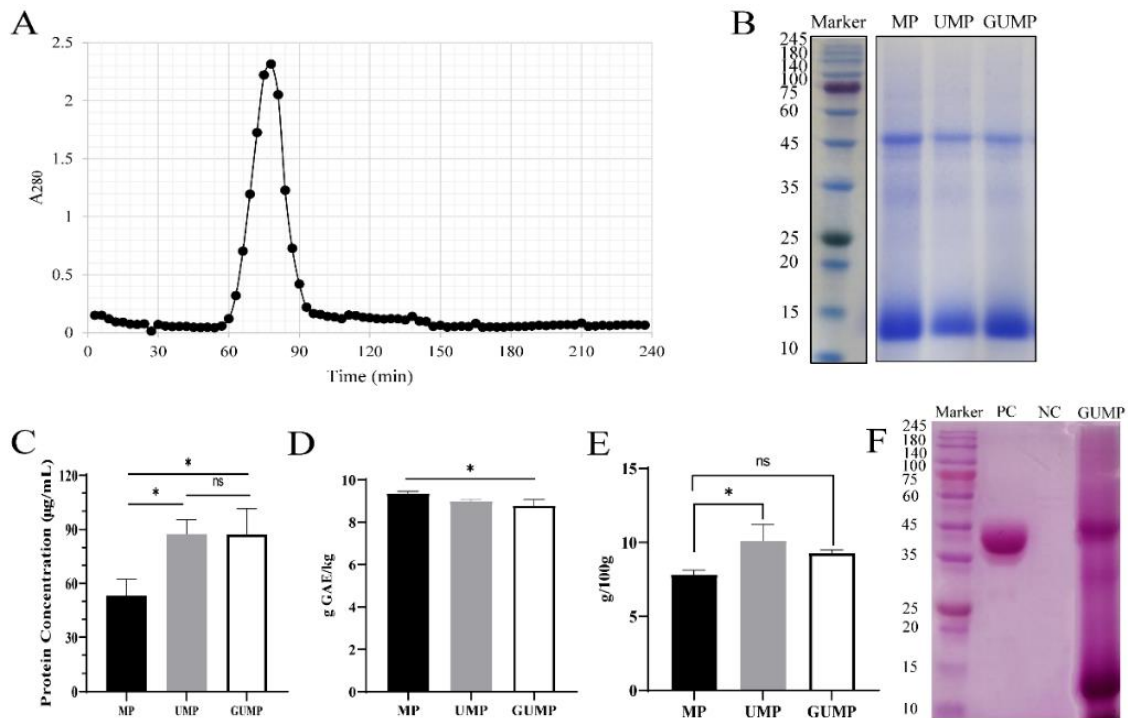 A
2.5
2
1.5
1
0.5
0
A280
0 30 60 90 120 150 180 210 240
Time (min)
B
Marker MP UMP GUMP
245
180
140
100
75
60
45
35
25
20
15
10
C
Protein Concentration (μg/mL)
120
90
60
30
0
*
*
ns
MP UMP GUMP
D
g GAE/kg
10
8
6
4
2
0
*
MP UMP GUMP
E
g/100g
15
10
5
0
ns
*
MP UMP GUMP
F
Marker PC NC GUMP
245
180
140
100
75
60
45
35
25
20
15
10